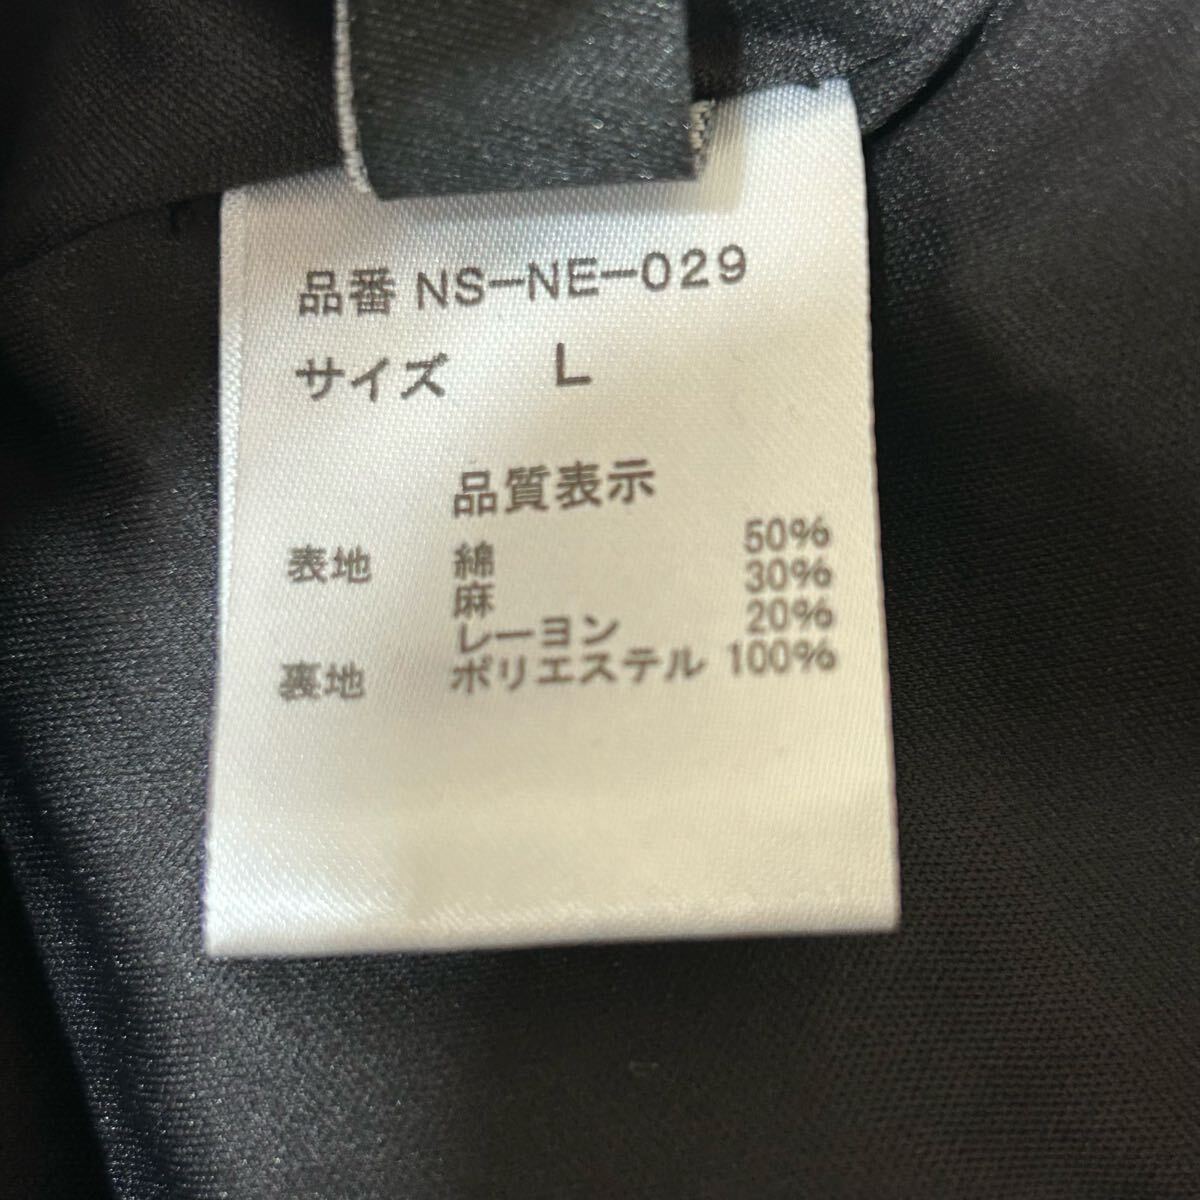 品番 NS-NE-029
サイズ L
品質表示
表地 綿 50%
麻 30%
レーヨン 20%
裏地 ポリエステル 100%